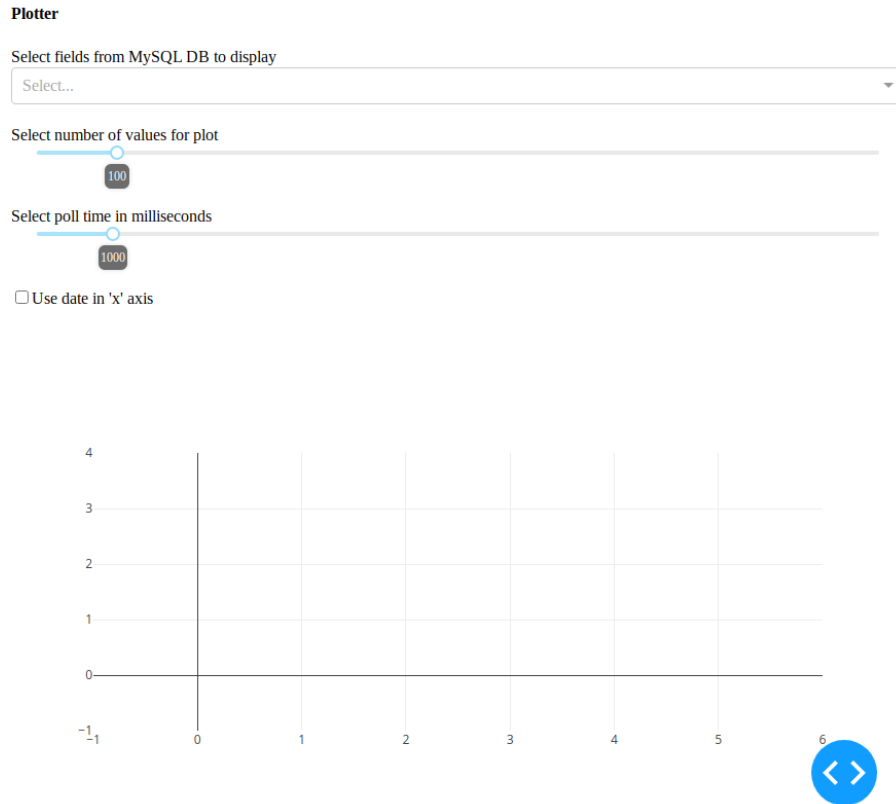 Plotter
Select fields from MySQL DB to display
Select...
Select number of values for plot
100
Select poll time in milliseconds
1000
Use date in 'x' axis
4
3
2
1
0
−1
−1 0 1 2 3 4 5 6